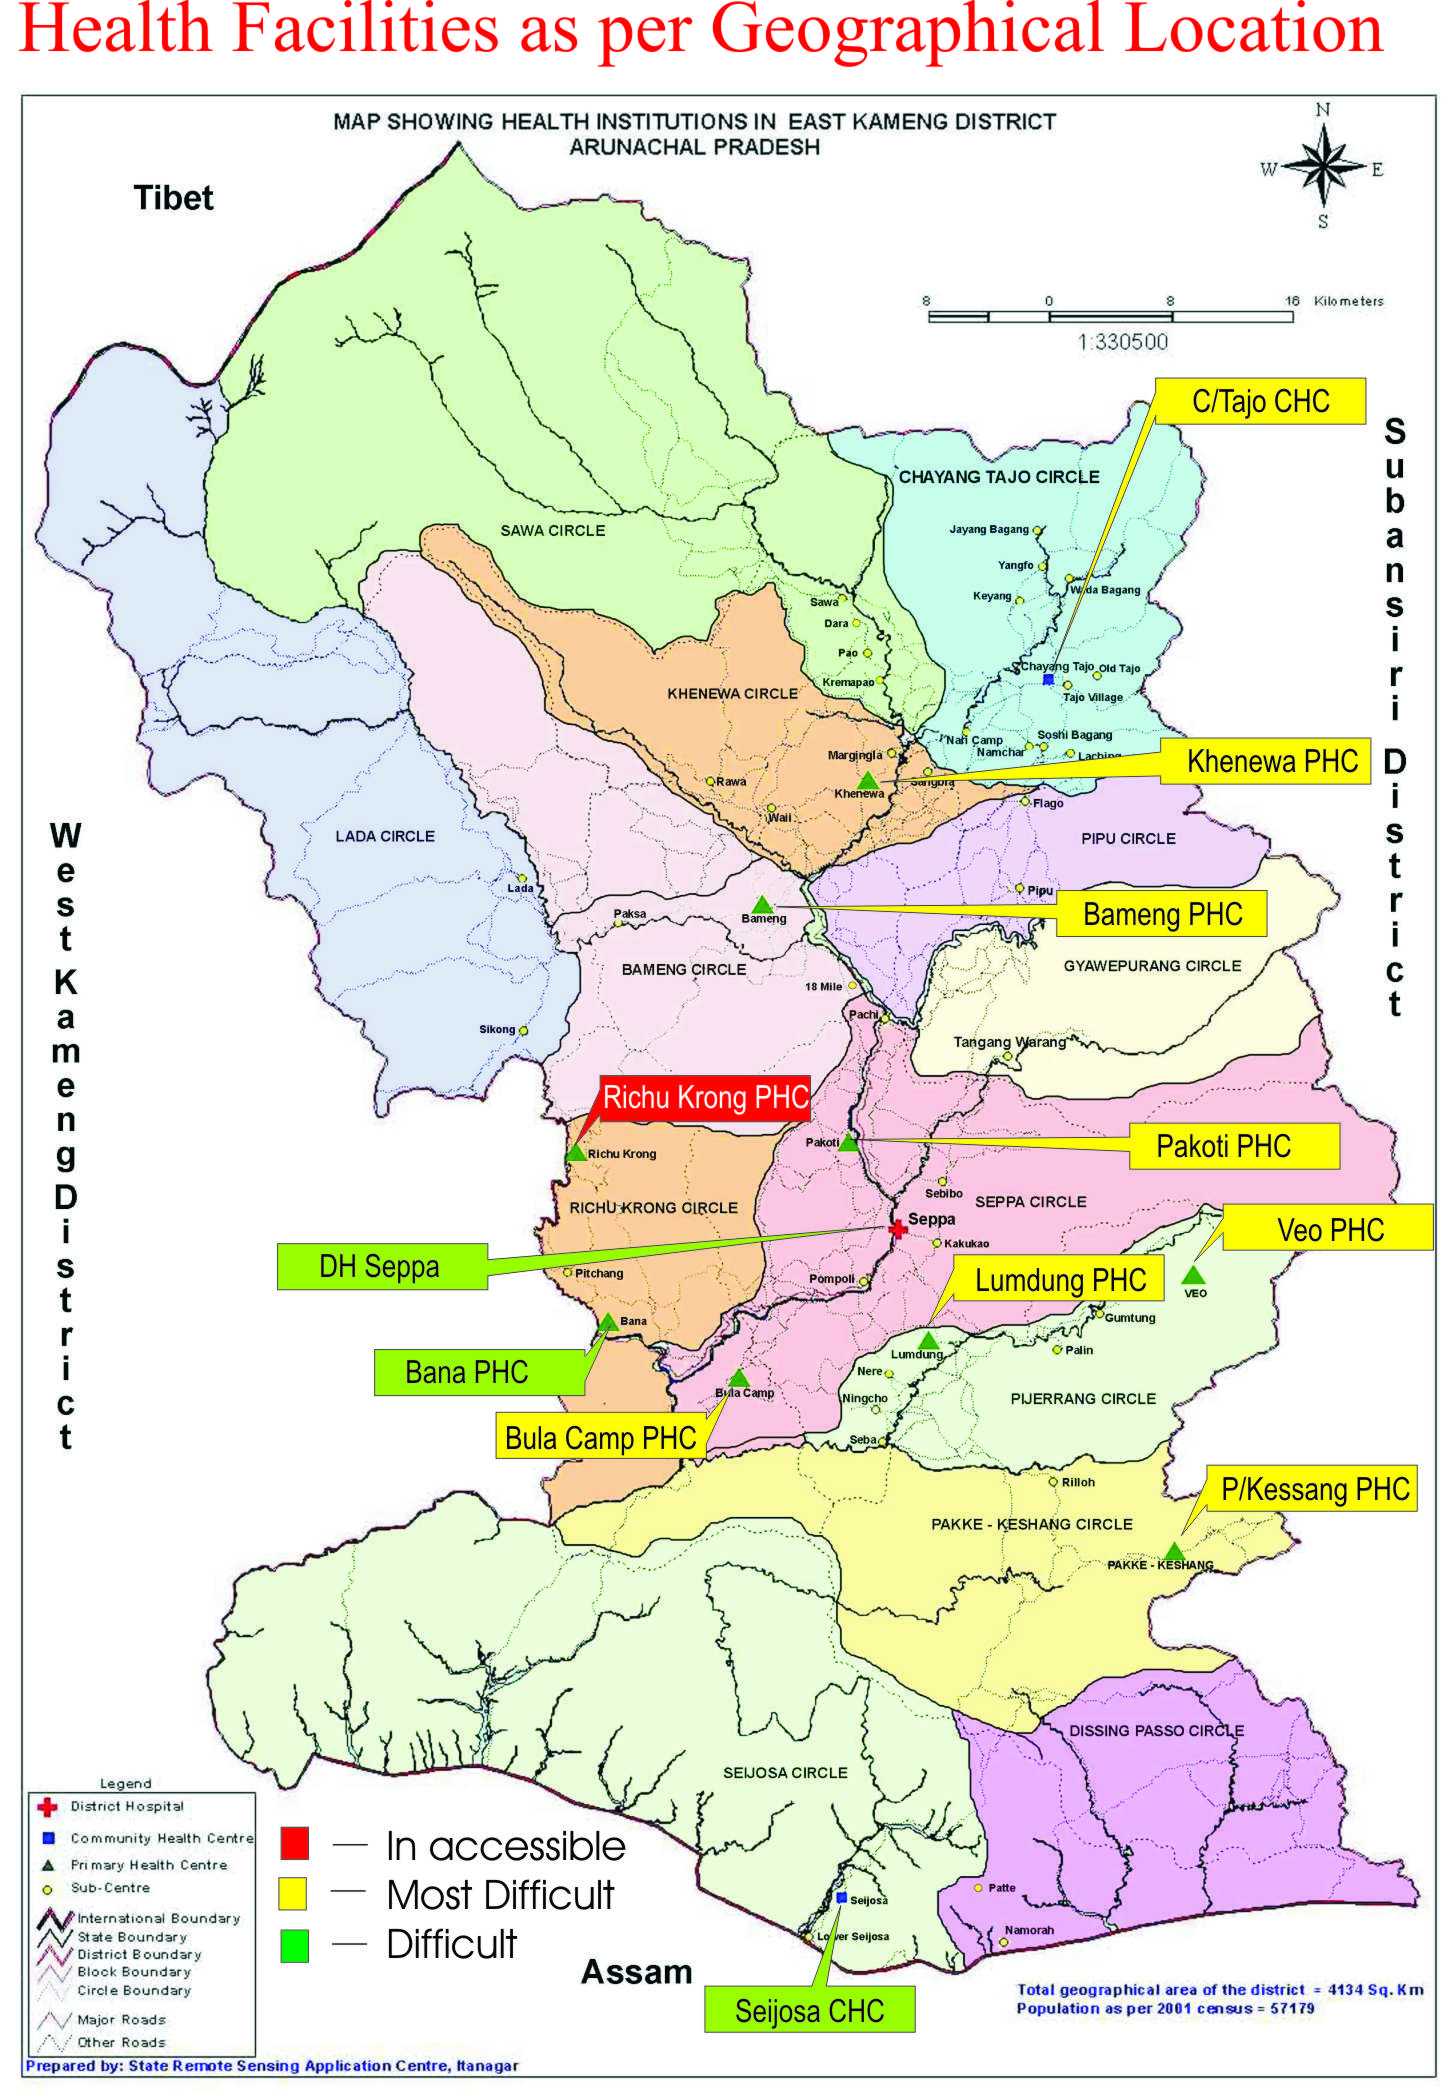 Health Facilities as per Geographical Location
MAP SHOWING HEALTH INSTITUTIONS IN EAST KAMENG DISTRICT
ARUNACHAL PRADESH
N
W E
S
Tibet
8 0 8 16 Kilometers
1:330500
C/Tajo CHC
Subansiri District
CHAYANG TAJO CIRCLE
SAWA CIRCLE
Jayang Bagang
Yangfo
Keyang
Wada Bagang
Sawa
Dara
Pao
Kremapao
Chayang Tajo
Old Tajo
Tajo Village
KHENEWA CIRCLE
Nari Camp
Soshi Bagang
Namchar
Laching
Margingla
Khenewa PHC
Rawa
Khenewa
Sangbra
Waii
Flago
LADA CIRCLE
PIPU CIRCLE
West Kameng District
Lada
Pipu
Paksa
Bameng
Bameng PHC
BAMENG CIRCLE
GYAWEPURANG CIRCLE
18 Mile
Pachi
Sikong
Tangang Warang
Richu Krong PHC
Pakoti
Pakoti PHC
Richu Krong
Sebibo
SEPPA CIRCLE
RICHU KRONG CIRCLE
Seppa
Veo PHC
Kakukao
DH Seppa
Pitchang
Pompoli
Lumdung PHC
VEO
Bana
Gumtung
Lumdung
Palin
Bana PHC
Nere
Bula Camp
Ningcho
PIJERRANG CIRCLE
Bula Camp PHC
Seba
Rilloh
P/Kessang PHC
PAKKE - KESHANG CIRCLE
PAKKE - KESHANG
DISSING PASSO CIRCLE
SEIJOSA CIRCLE
Legend
District Hospital
Community Health Centre
Primary Health Centre
Sub-Centre
International Boundary
State Boundary
District Boundary
Block Boundary
Circle Boundary
Major Roads
Other Roads
In accessible
Most Difficult
Difficult
Patte
Seijosa
Namorah
Lower Seijosa
Assam
Seijosa CHC
Total geographical area of the district = 4134 Sq. Km
Population as per 2001 census = 57179
Prepared by: State Remote Sensing Application Centre, Itanagar